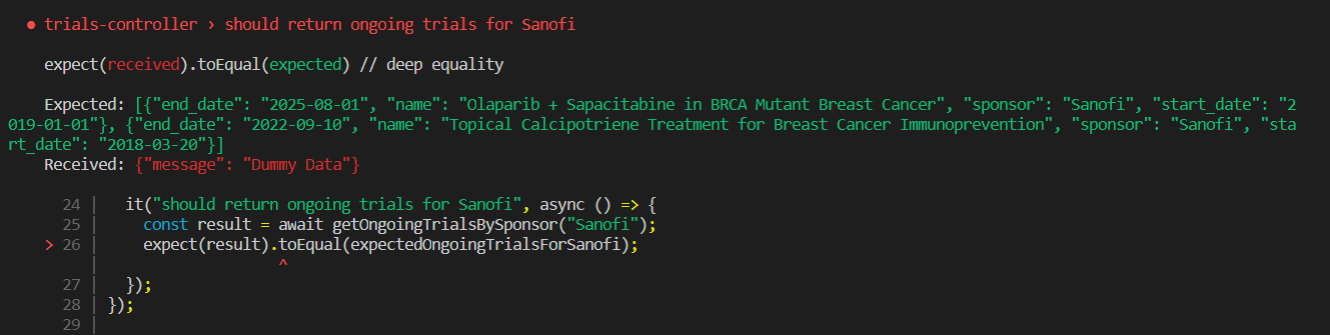 ● trials-controller › should return ongoing trials for Sanofi
expect(received).toEqual(expected) // deep equality
Expected: [{"end_date": "2025-08-01", "name": "Olaparib + Sapacitabine in BRCA Mutant Breast Cancer", "sponsor": "Sanofi", "start_date": "2
019-01-01"}, {"end_date": "2022-09-10", "name": "Topical Calcipotriene Treatment for Breast Cancer Immunoprevention", "sponsor": "Sanofi", "sta
rt_date": "2018-03-20"}]
Received: {"message": "Dummy Data"}
24 | it("should return ongoing trials for Sanofi", async () => {
25 | const result = await getOngoingTrialsBySponsor("Sanofi");
> 26 | expect(result).toEqual(expectedOngoingTrialsForSanofi);
| ^
27 | });
28 | });
29 |